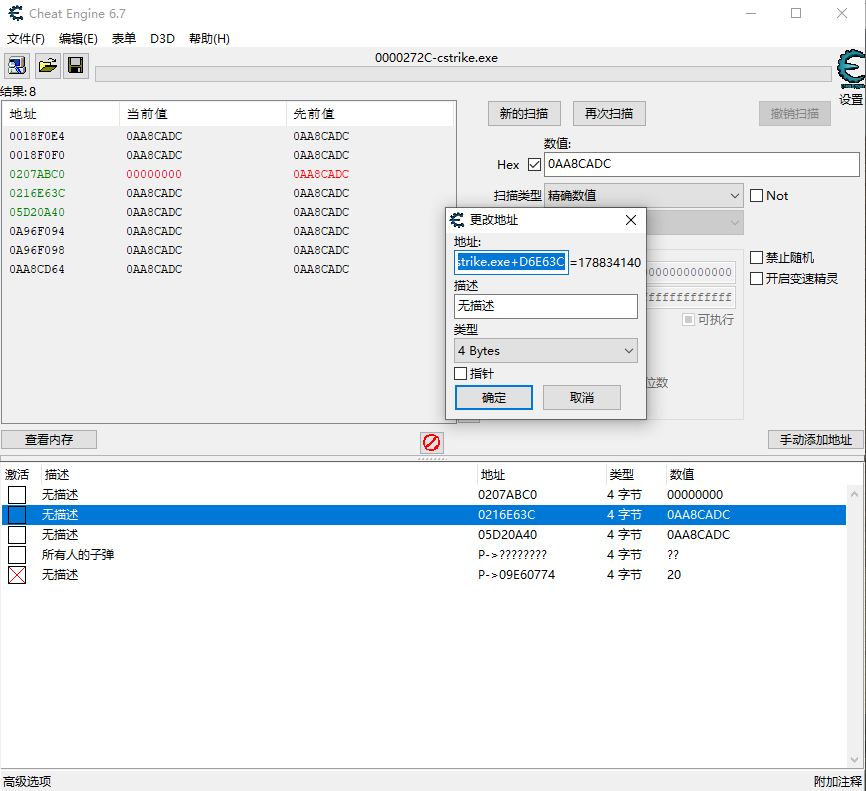 Cheat Engine 6.7
文件(F) 编辑(E) 表单 D3D 帮助(H)
0000272C-cstrike.exe
设置
结果: 8
地址 当前值 先前值
0018F0E4 0AA8CADC 0AA8CADC
0018F0F0 0AA8CADC 0AA8CADC
0207ABC0 00000000 0AA8CADC
0216E63C 0AA8CADC 0AA8CADC
05D20A40 0AA8CADC 0AA8CADC
0A96F094 0AA8CADC 0AA8CADC
0A96F098 0AA8CADC 0AA8CADC
0AA8CD64 0AA8CADC 0AA8CADC
新的扫描 再次扫描 撤销扫描
数值:
Hex 0AA8CADC
扫描类型 精确数值 Not
更改地址
地址:
strike.exe+D6E63C =178834140
描述
无描述
类型
4 Bytes
指针
确定 取消
0000000000000 禁止随机
fffffffffffff 开启变速精灵
可执行
位数
查看内存 手动添加地址
激活 描述 地址 类型 数值
无描述 0207ABC0 4 字节 00000000
无描述 0216E63C 4 字节 0AA8CADC
无描述 05D20A40 4 字节 0AA8CADC
所有人的子弹 P->???????? 4 字节 ??
无描述 P->09E60774 4 字节 20
高级选项 附加注释